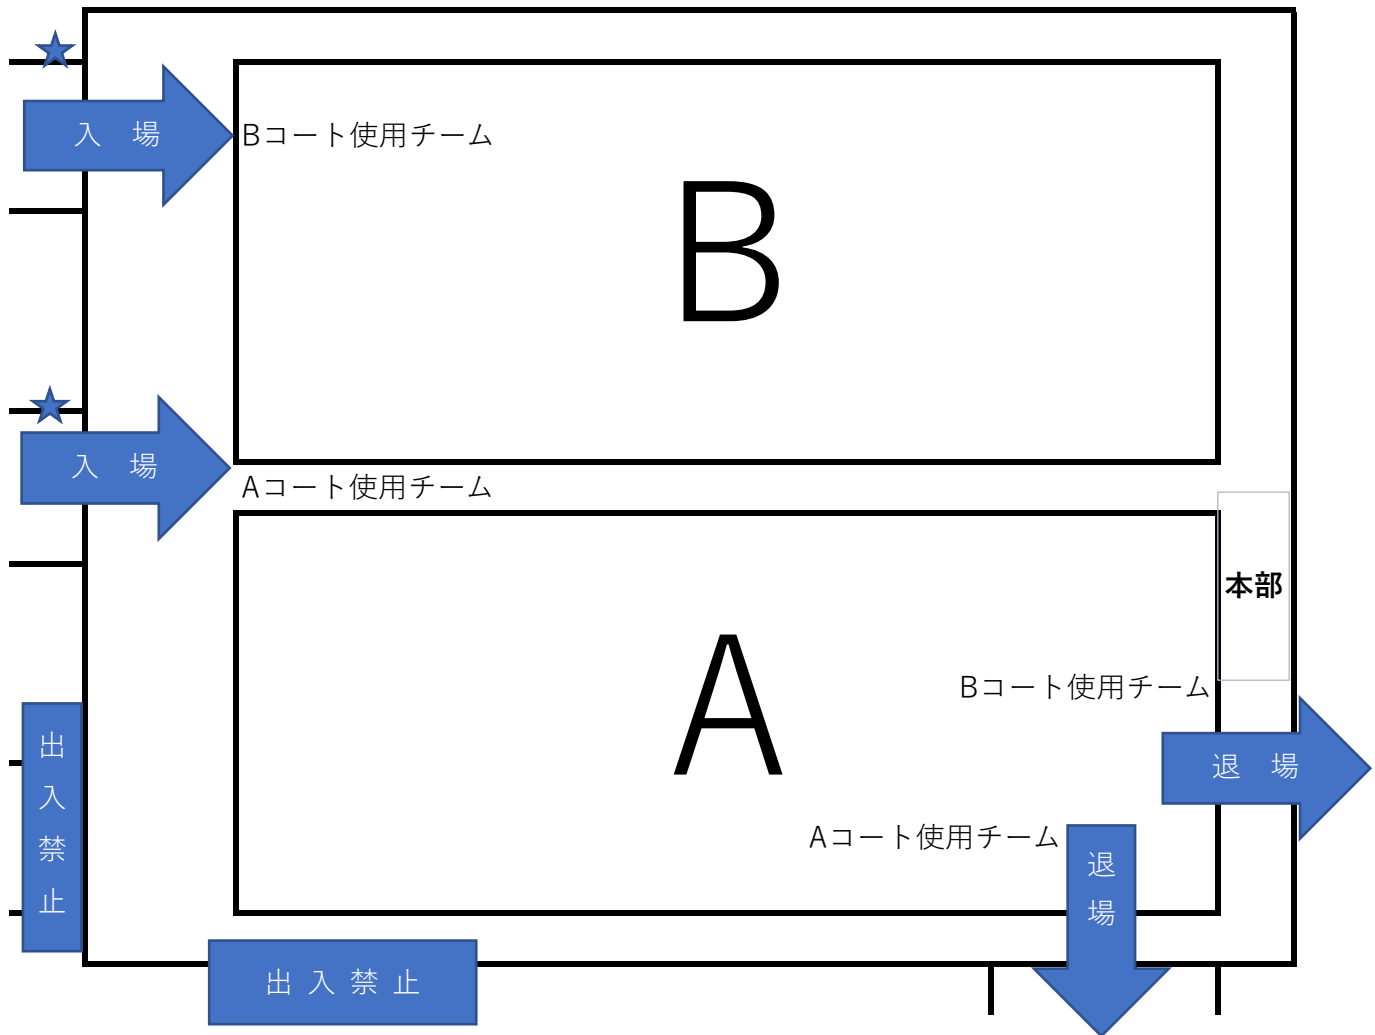 入　場
Bコート使用チーム
B
入　場
Aコート使用チーム
本部
A
Bコート使用チーム
出入禁止
退　場
Aコート使用チーム
退場
出 入 禁 止